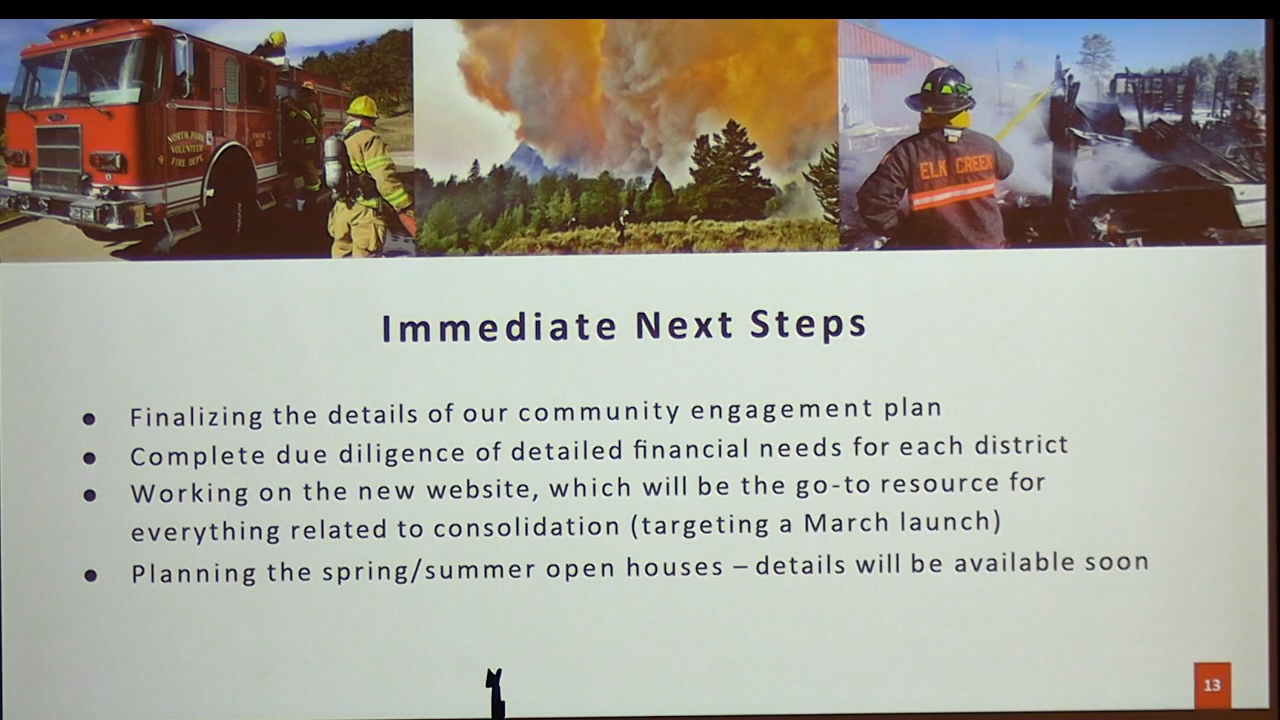 NORTH FORK
VOLUNTEER
FIRE DEPT.
ELK CREEK
Immediate Next Steps
● Finalizing the details of our community engagement plan
● Complete due diligence of detailed financial needs for each district
● Working on the new website, which will be the go-to resource for
everything related to consolidation (targeting a March launch)
● Planning the spring/summer open houses – details will be available soon
13